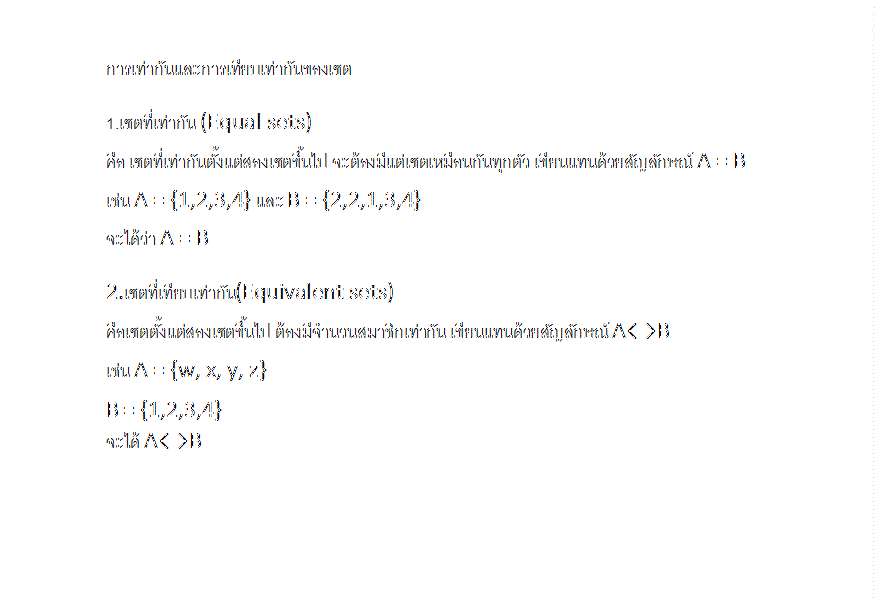 การเท่ากันและการเทียบเท่ากันของเซต
1.เซตที่เท่ากัน (Equal sets)
คือ เซตที่เท่ากันตั้งแต่สองเซตขึ้นไป จะต้องมีแต่เซตเหมือนกันทุกตัว เขียนแทนด้วยสัญลักษณ์ A = B
เช่น A = {1,2,3,4} และ B = {2,2,1,3,4}
จะได้ว่า A = B
2.เซตที่เทียบเท่ากัน(Equivalent sets)
คือเซตตั้งแต่สองเซตขึ้นไป ต้องมีจำนวนสมาชิกเท่ากัน เขียนแทนด้วยสัญลักษณ์ A< >B
เช่น A = {w, x, y, z}
B = {1,2,3,4}
จะได้ A< >B